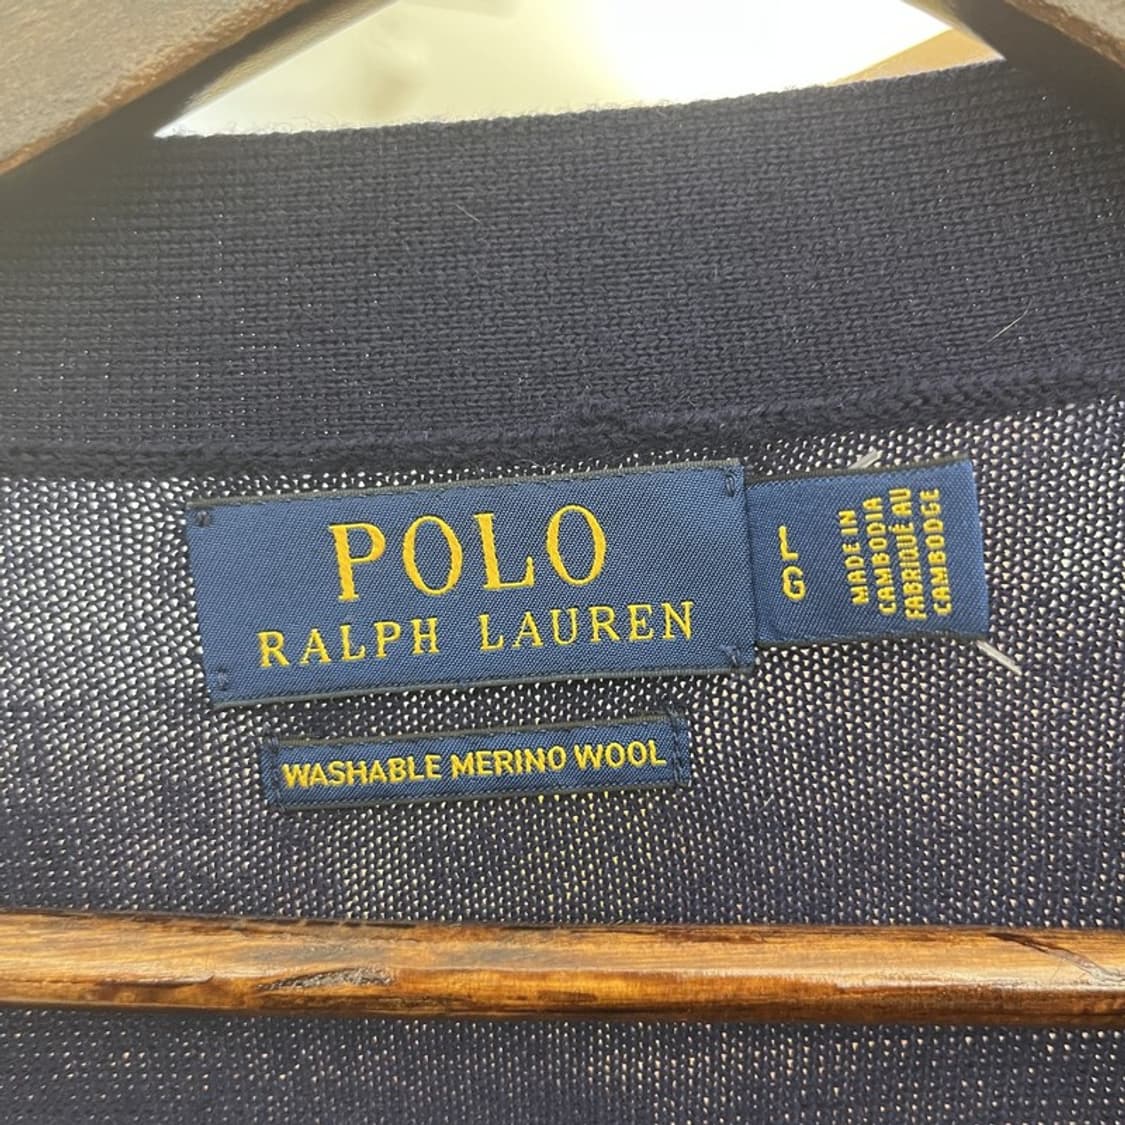 POLO
RALPH LAUREN
L
G
MADE IN
CAMBODIA
FABRIQUÉ AU
CAMBODGE
WASHABLE MERINO WOOL